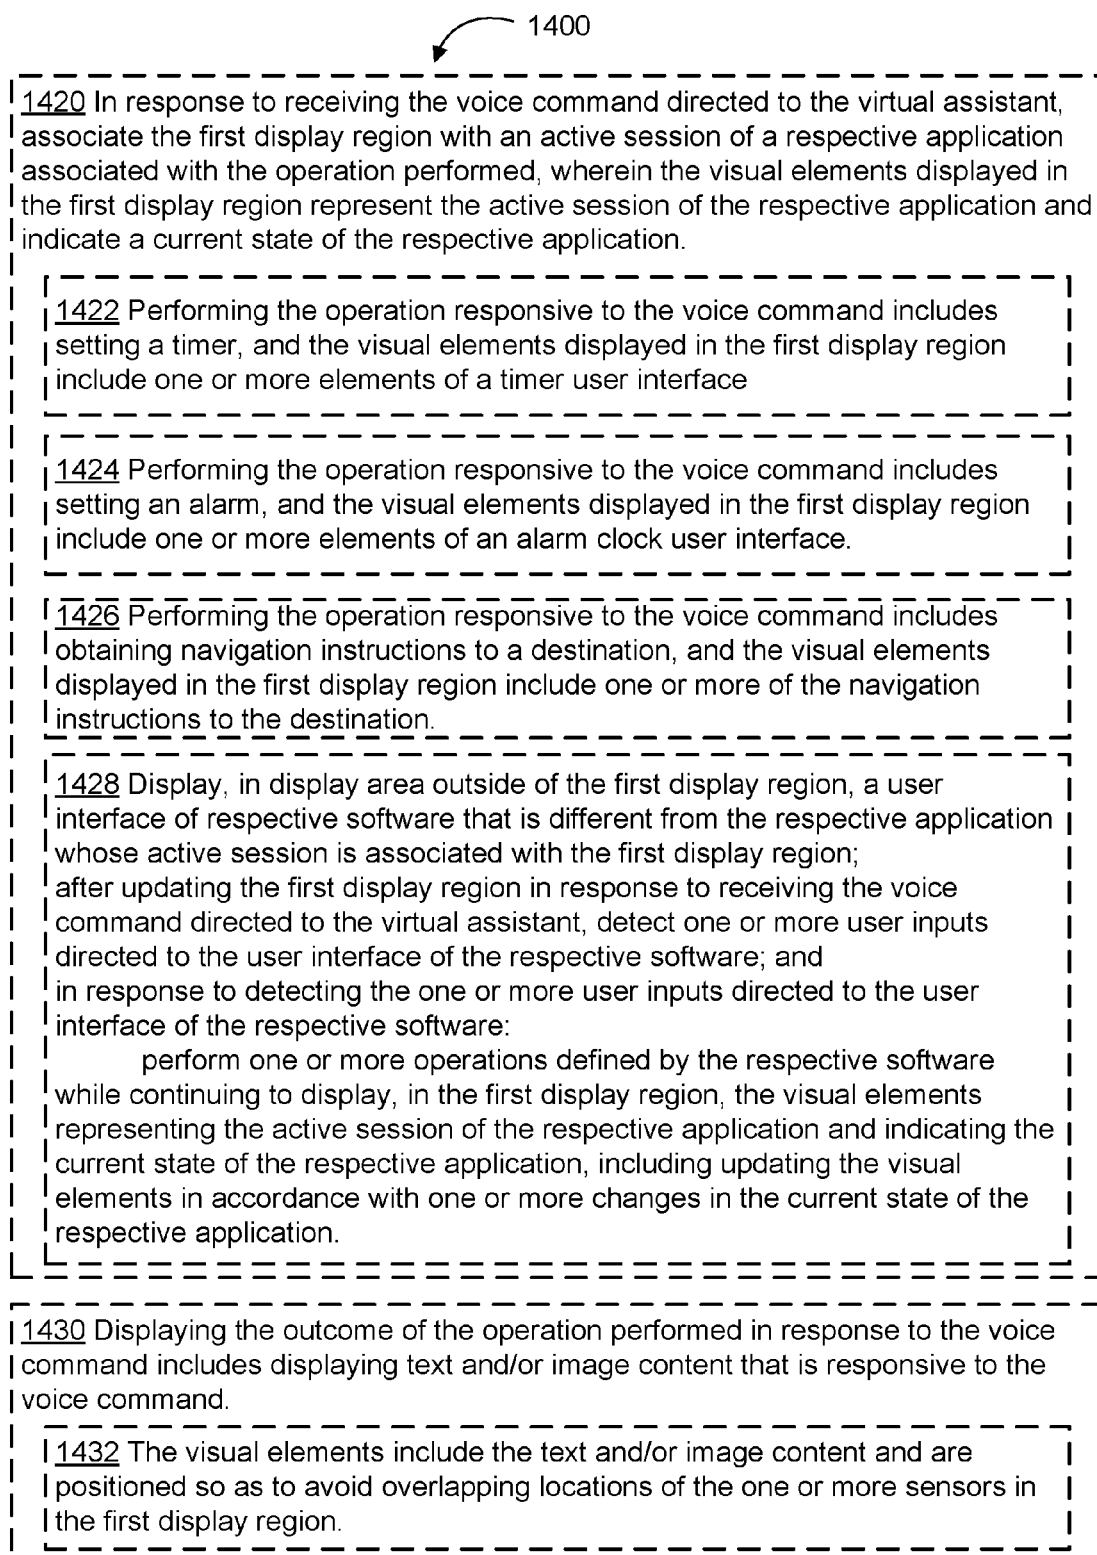 1400
1420 In response to receiving the voice command directed to the virtual assistant,
associate the first display region with an active session of a respective application
associated with the operation performed, wherein the visual elements displayed in
the first display region represent the active session of the respective application and
indicate a current state of the respective application.
1422 Performing the operation responsive to the voice command includes
setting a timer, and the visual elements displayed in the first display region
include one or more elements of a timer user interface
1424 Performing the operation responsive to the voice command includes
setting an alarm, and the visual elements displayed in the first display region
include one or more elements of an alarm clock user interface.
1426 Performing the operation responsive to the voice command includes
obtaining navigation instructions to a destination, and the visual elements
displayed in the first display region include one or more of the navigation
instructions to the destination.
1428 Display, in display area outside of the first display region, a user
interface of respective software that is different from the respective application
whose active session is associated with the first display region;
after updating the first display region in response to receiving the voice
command directed to the virtual assistant, detect one or more user inputs
directed to the user interface of the respective software; and
in response to detecting the one or more user inputs directed to the user
interface of the respective software:
perform one or more operations defined by the respective software
while continuing to display, in the first display region, the visual elements
representing the active session of the respective application and indicating the
current state of the respective application, including updating the visual
elements in accordance with one or more changes in the current state of the
respective application.
1430 Displaying the outcome of the operation performed in response to the voice
command includes displaying text and/or image content that is responsive to the
voice command.
1432 The visual elements include the text and/or image content and are
positioned so as to avoid overlapping locations of the one or more sensors in
the first display region.